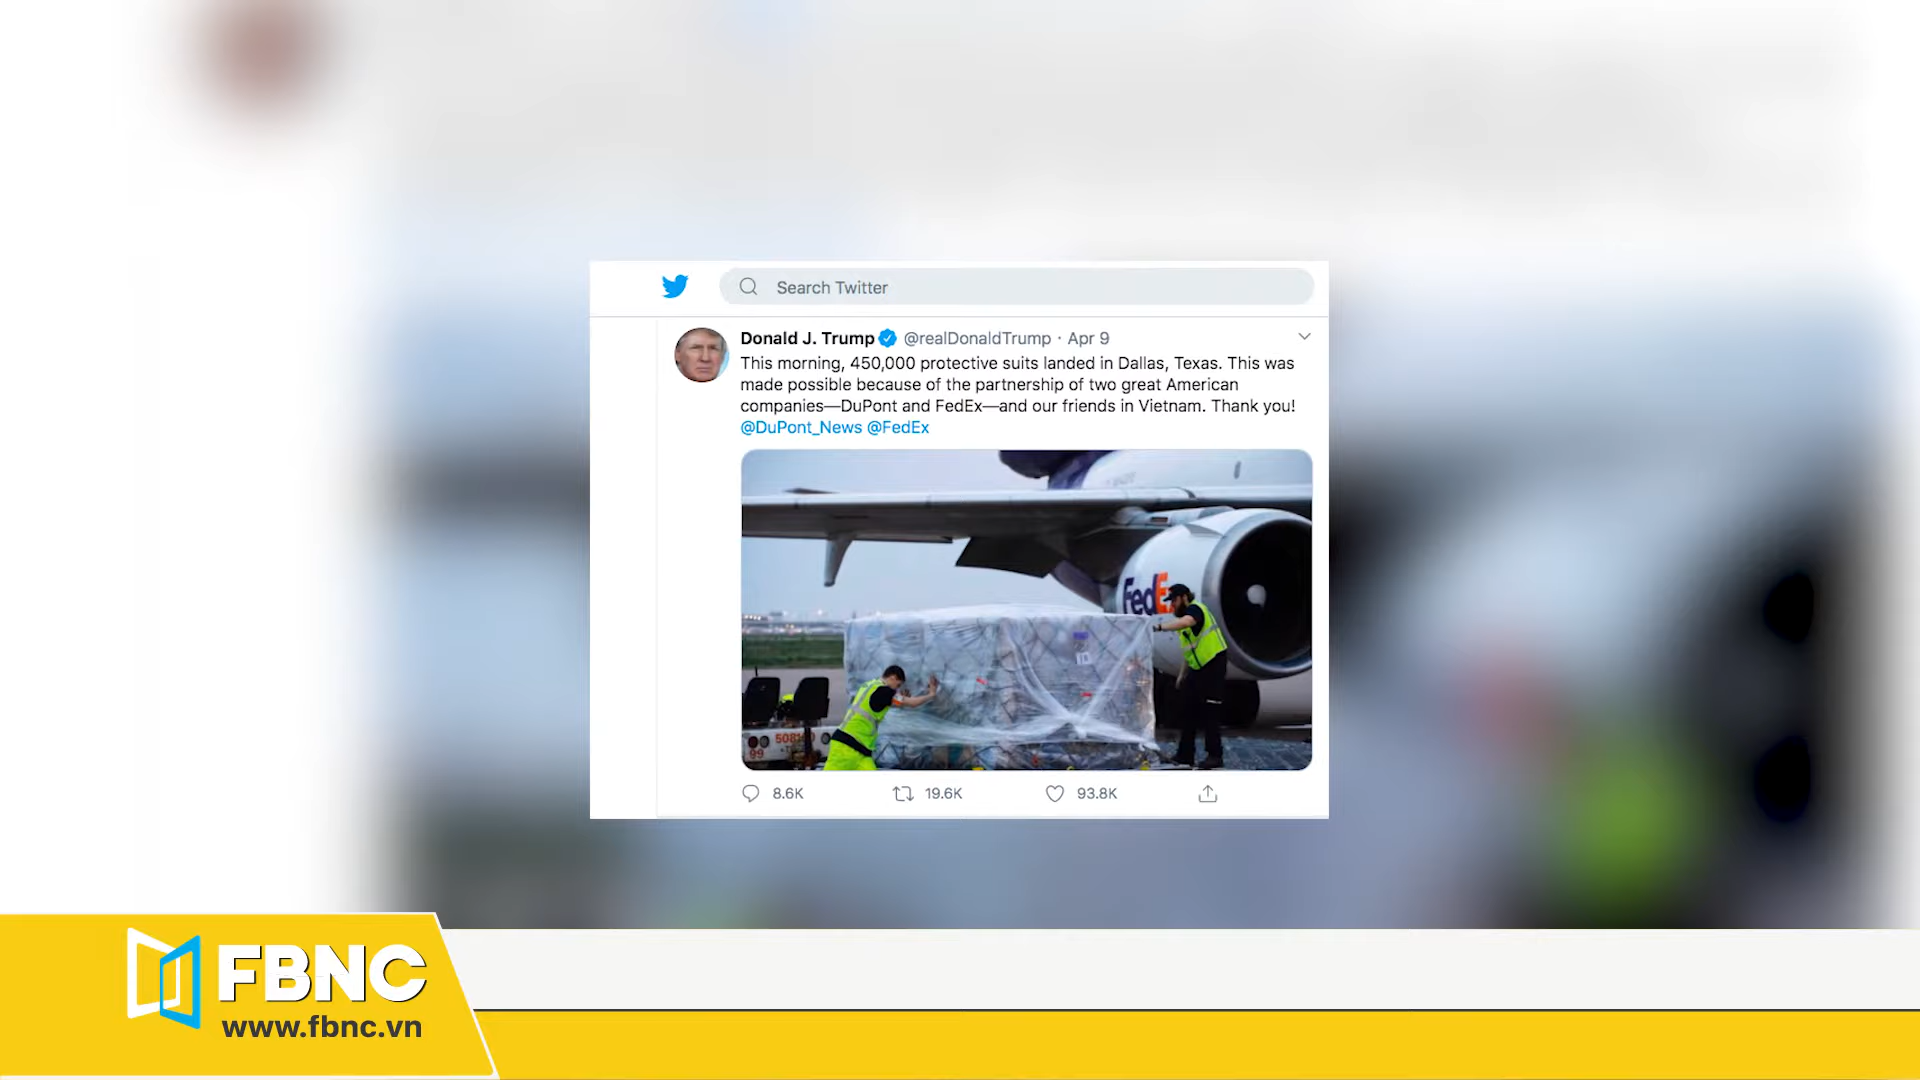 Search Twitter
Donald J. Trump @realDonaldTrump · Apr 9
This morning, 450,000 protective suits landed in Dallas, Texas. This was
made possible because of the partnership of two great American
companies—DuPont and FedEx—and our friends in Vietnam. Thank you!
@DuPont_News @FedEx
FedE
99
8.6K 19.6K 93.8K
FBNC
www.fbnc.vn